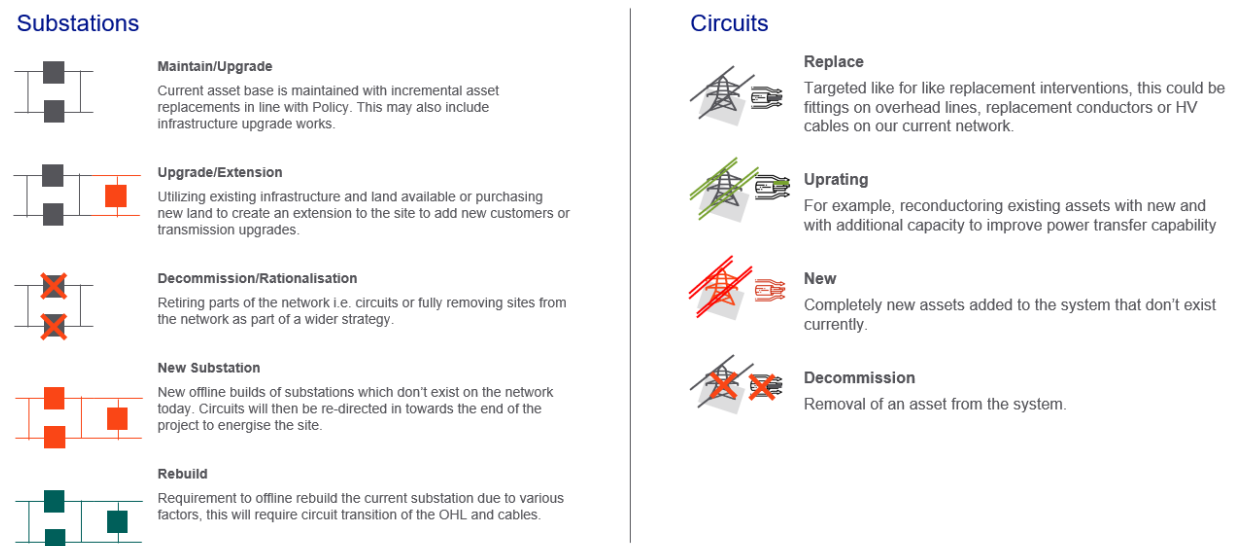 Substations
Maintain/Upgrade
Current asset base is maintained with incremental asset
replacements in line with Policy. This may also include
infrastructure upgrade works.
Upgrade/Extension
Utilizing existing infrastructure and land available or purchasing
new land to create an extension to the site to add new customers or
transmission upgrades.
Decommission/Rationalisation
Retiring parts of the network i.e. circuits or fully removing sites from
the network as part of a wider strategy.
New Substation
New offline builds of substations which don’t exist on the network
today. Circuits will then be re-directed in towards the end of the
project to energise the site.
Rebuild
Requirement to offline rebuild the current substation due to various
factors, this will require circuit transition of the OHL and cables.
Circuits
Replace
Targeted like for like replacement interventions, this could be
fittings on overhead lines, replacement conductors or HV
cables on our current network.
Uprating
For example, reconductoring existing assets with new and
with additional capacity to improve power transfer capability
New
Completely new assets added to the system that don’t exist
currently.
Decommission
Removal of an asset from the system.